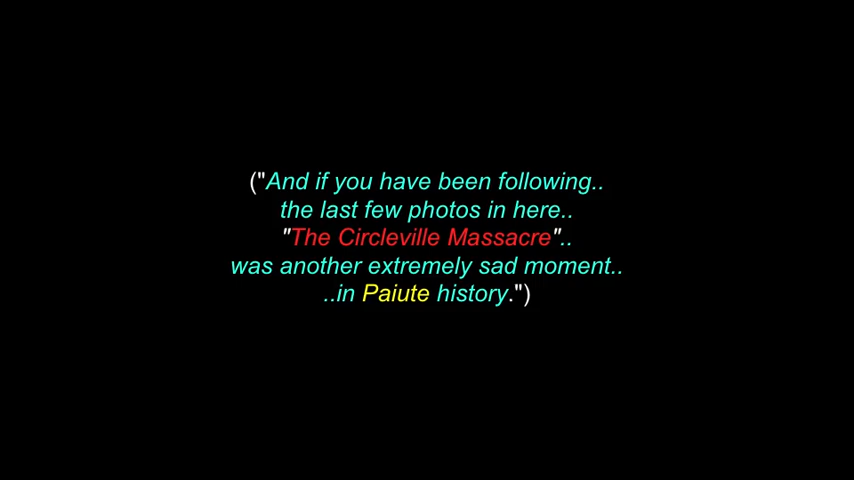 ("And if you have been following..
the last few photos in here..
"The Circleville Massacre"..
was another extremely sad moment..
..in Paiute history.")